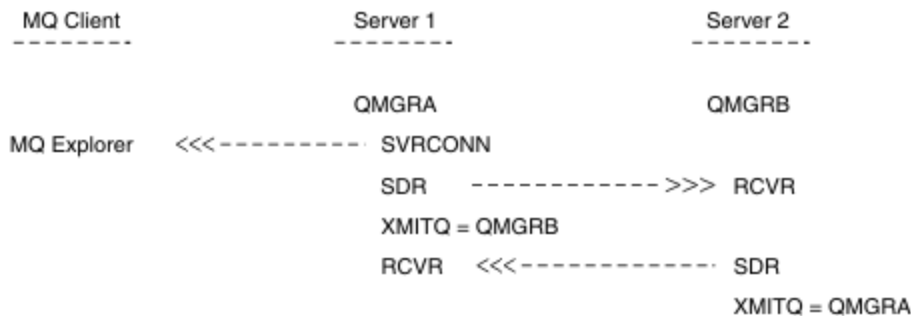 MQ Client Server 1 Server 2
QMGRA QMGRB
MQ Explorer <<<---------- SVRCONN
SDR ------------->>> RCVR
XMITQ = QMGRB
RCVR <<<------------- SDR
XMITQ = QMGRA